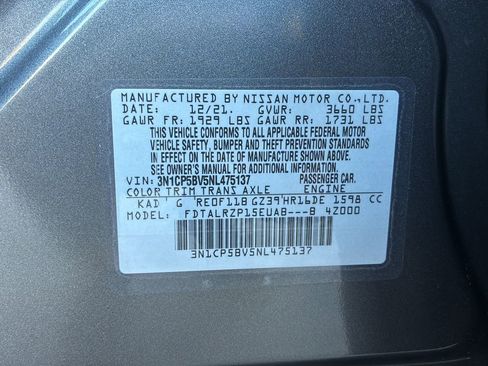 MANUFACTURED BY NISSAN MOTOR CO.,LTD.
DATE: 12/21. GVWR: 3660 LBS
GAWR FR: 1929 LBS GAWR RR: 1731 LBS
THIS VEHICLE CONFORMS TO ALL APPLICABLE FEDERAL MOTOR
VEHICLE SAFETY, BUMPER AND THEFT PREVENTION STANDARDS
IN EFFECT ON THE DATE OF MANUFACTURE SHOWN ABOVE.
SEE OWNER'S MANUAL FOR ADDITIONAL INFORMATION.
VIN: 3N1CP5BV5NL475137 PASSENGER CAR
COLOR TRIM TRANS AXLE ENGINE
KAD G RE0F11B GZ39 HR16DE 1598 CC
MODEL: FDTALRZP15EUAB---B 4Z000
3N1CP5BV5NL475137